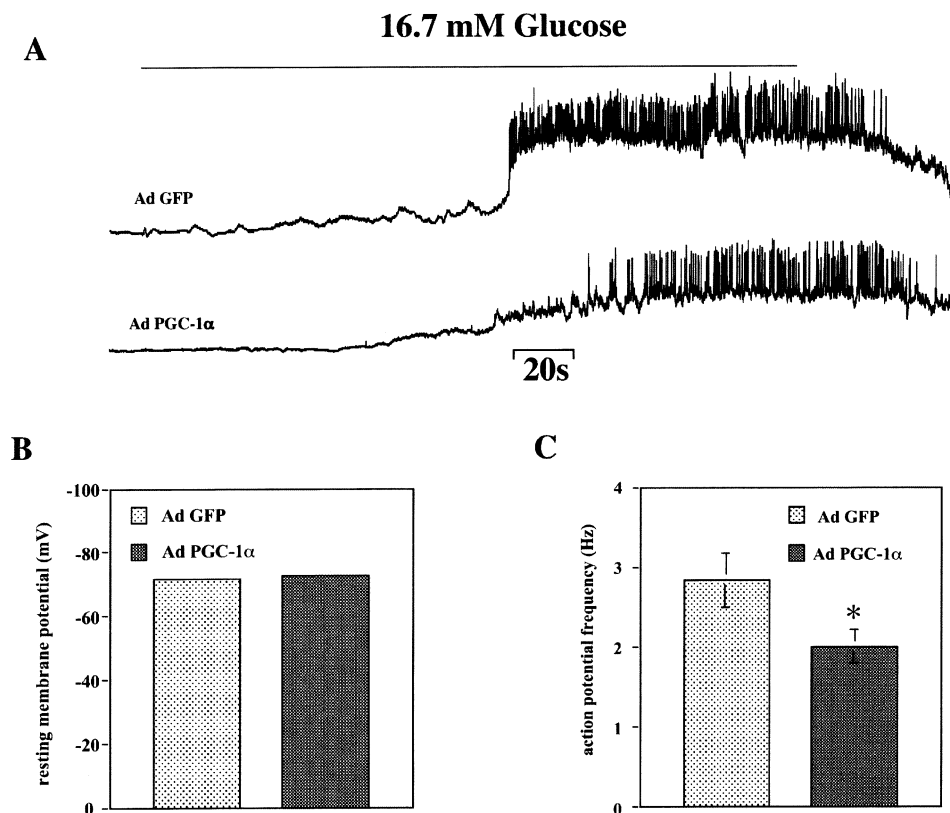 16.7 mM Glucose
A
Ad GFP
Ad PGC-1α
20s
B
resting membrane potential (mV)
-100
-80
-60
-40
-20
0
Ad GFP
Ad PGC-1α
C
action potential frequency (Hz)
4
3
2
1
0
Ad GFP
Ad PGC-1α
*